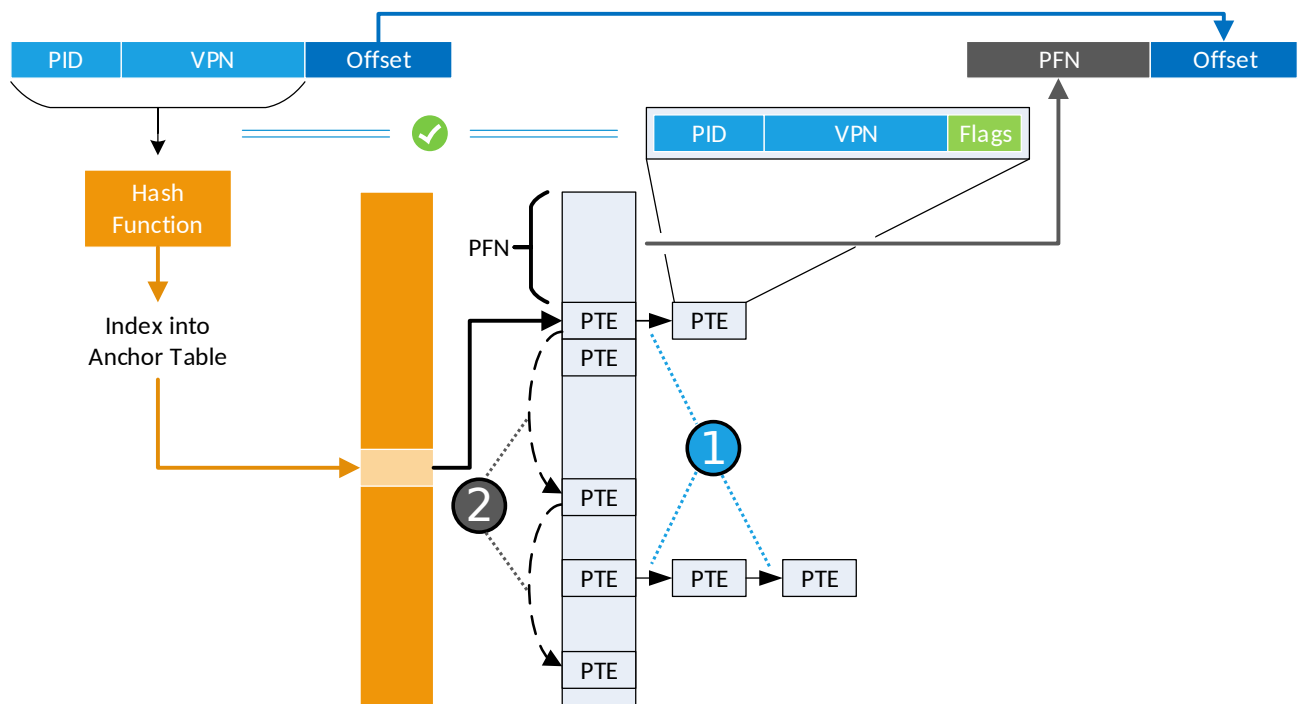 PID VPN Offset
PFN Offset
PID VPN Flags
Hash
Function
PFN
Index into
Anchor Table
PTE PTE
PTE
1
2
PTE
PTE PTE PTE
PTE